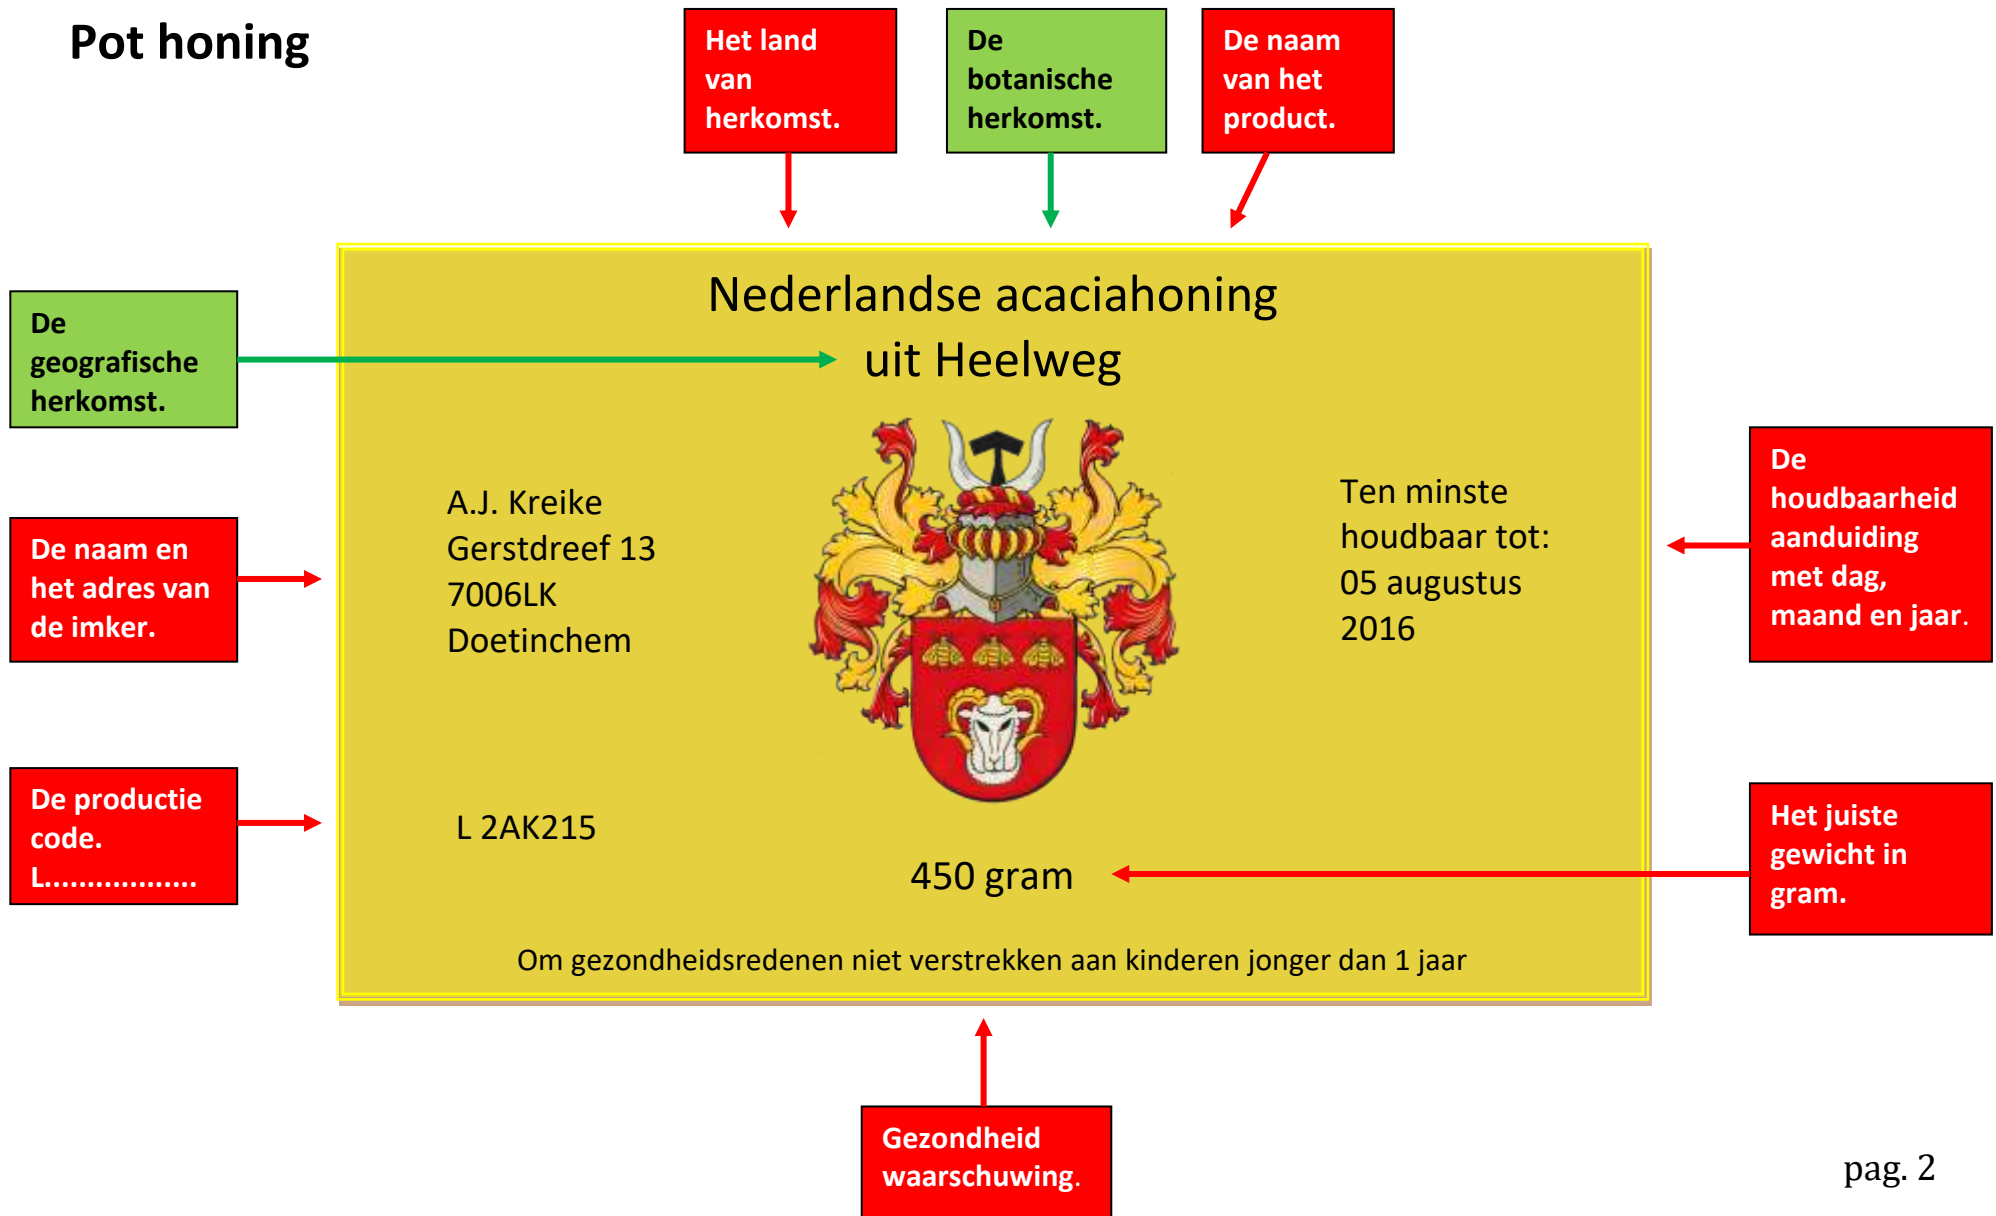 Pot honing
Het land
van
herkomst.
De
botanische
herkomst.
De naam
van het
product.
De
geografische
herkomst.
Nederlandse acaciahoning
uit Heelweg
De naam en
het adres van
de imker.
A.J. Kreike
Gerstdreef 13
7006LK
Doetinchem
Ten minste
houdbaar tot:
05 augustus
2016
De
houdbaarheid
aanduiding
met dag,
maand en jaar.
De productie
code.
L..................
L 2AK215
450 gram
Het juiste
gewicht in
gram.
Om gezondheidsredenen niet verstrekken aan kinderen jonger dan 1 jaar
Gezondheid
waarschuwing.
pag. 2